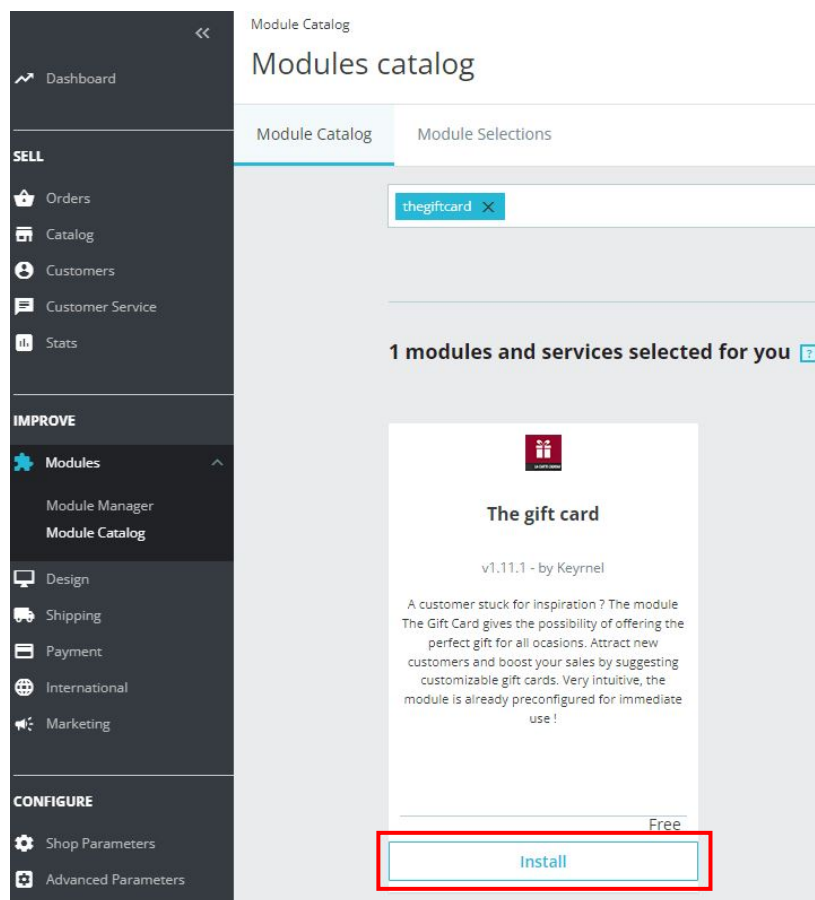 Dashboard
SELL
Orders
Catalog
Customers
Customer Service
Stats
IMPROVE
Modules
Module Manager
Module Catalog
Design
Shipping
Payment
International
Marketing
CONFIGURE
Shop Parameters
Advanced Parameters
Module Catalog
Modules catalog
Module Catalog
Module Selections
thegiftcard
1 modules and services selected for you ?
LA CARTE CADEAU
The gift card
v1.11.1 - by Keyrnel
A customer stuck for inspiration ? The module
The Gift Card gives the possibility of offering the
perfect gift for all ocasions. Attract new
customers and boost your sales by suggesting
customizable gift cards. Very intuitive, the
module is already preconfigured for immediate
use !
Free
Install